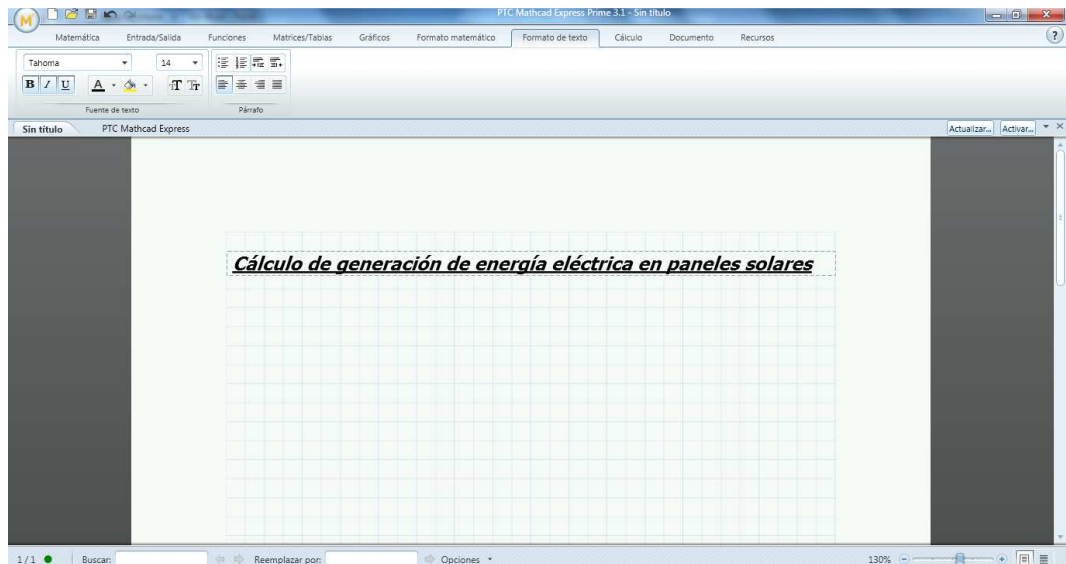 PTC Mathcad Express Prime 3.1 - Sin título
Matemática Entrada/Salida Funciones Matrices/Tablas Gráficos Formato matemático Formato de texto Cálculo Documento Recursos
Tahoma 14
B I U A
Fuente de texto Párrafo
Sin título PTC Mathcad Express Actualizar... Activar...
Cálculo de generación de energía eléctrica en paneles solares
1/1 Buscar: Reemplazar por: Opciones 130%